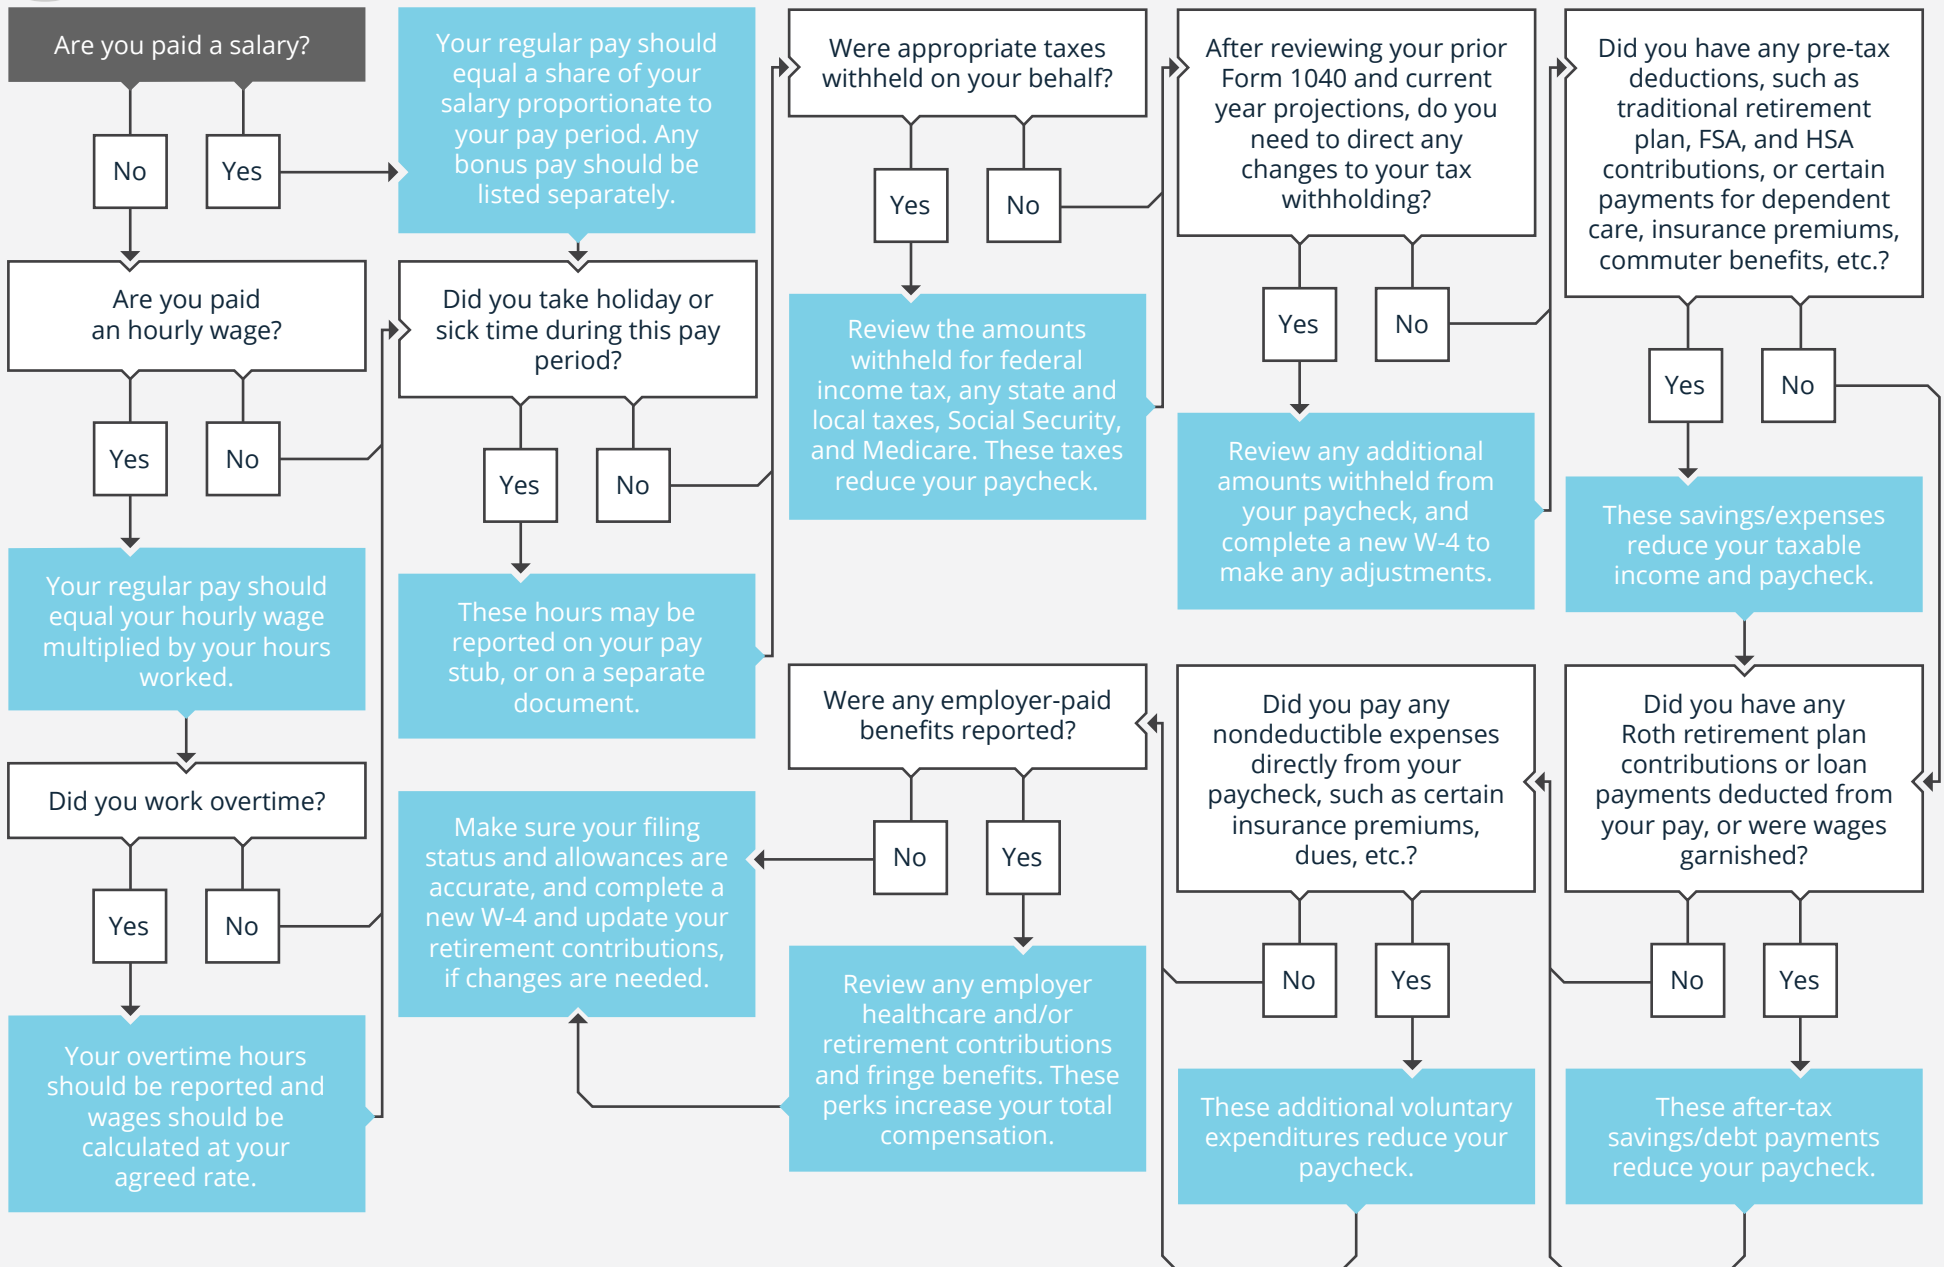 Are you paid a salary?
No
Yes
Are you paid
an hourly wage?
Yes
No
Your regular pay should
equal your hourly wage
multiplied by your hours
worked.
Did you work overtime?
Yes
No
Your overtime hours
should be reported and
wages should be
calculated at your
agreed rate.
Your regular pay should
equal a share of your
salary proportionate to
your pay period. Any
bonus pay should be
listed separately.
Did you take holiday or
sick time during this pay
period?
Yes
No
These hours may be
reported on your pay
stub, or on a separate
document.
Were appropriate taxes
withheld on your behalf?
Yes
No
Review the amounts
withheld for federal
income tax, any state and
local taxes, Social Security,
and Medicare. These taxes
reduce your paycheck.
After reviewing your prior
Form 1040 and current
year projections, do you
need to direct any
changes to your tax
withholding?
Yes
No
Review any additional
amounts withheld from
your paycheck, and
complete a new W-4 to
make any adjustments.
Did you have any pre-tax
deductions, such as
traditional retirement
plan, FSA, and HSA
contributions, or certain
payments for dependent
care, insurance premiums,
commuter benefits, etc.?
Yes
No
These savings/expenses
reduce your taxable
income and paycheck.
Did you have any
Roth retirement plan
contributions or loan
payments deducted from
your pay, or were wages
garnished?
No
Yes
These after-tax
savings/debt payments
reduce your paycheck.
Did you pay any
nondeductible expenses
directly from your
paycheck, such as certain
insurance premiums,
dues, etc.?
No
Yes
These additional voluntary
expenditures reduce your
paycheck.
Were any employer-paid
benefits reported?
No
Yes
Review any employer
healthcare and/or
retirement contributions
and fringe benefits. These
perks increase your total
compensation.
Make sure your filing
status and allowances are
accurate, and complete a
new W-4 and update your
retirement contributions,
if changes are needed.